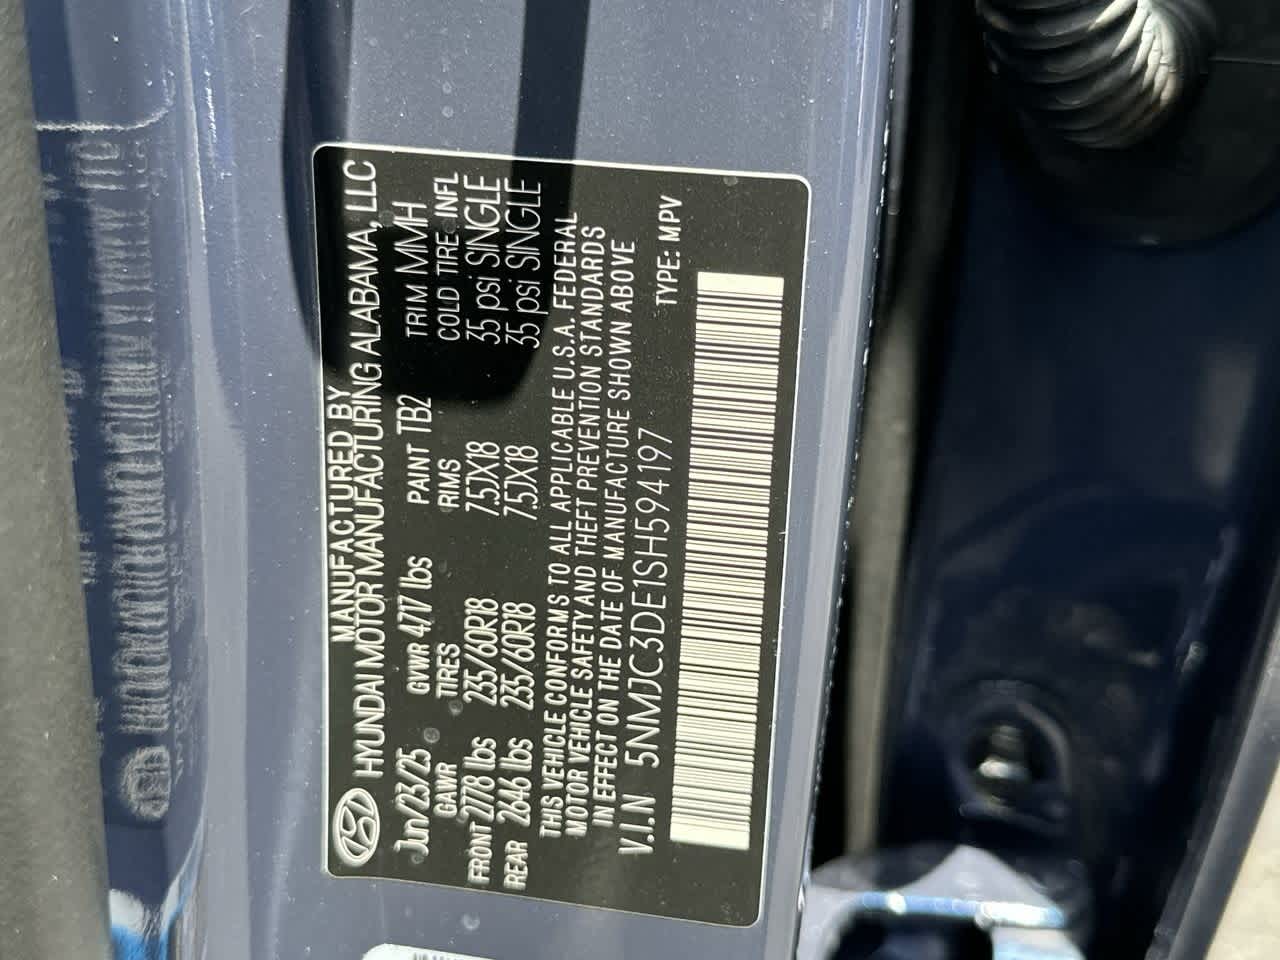 MANUFACTURED BY
HYUNDAI MOTOR MANUFACTURING ALABAMA, LLC
Jun/23/25 GVWR 4717 lbs PAINT TB2 TRIM MMH
GAWR TIRES RIMS COLD TIRE INFL
FRONT 2778 lbs 235/60R18 7.5JX18 35 psi SINGLE
REAR 2646 lbs 235/60R18 7.5JX18 35 psi SINGLE
THIS VEHICLE CONFORMS TO ALL APPLICABLE U.S.A. FEDERAL
MOTOR VEHICLE SAFETY AND THEFT PREVENTION STANDARDS
IN EFFECT ON THE DATE OF MANUFACTURE SHOWN ABOVE
V.I.N 5NMJC3DE1SH594197 TYPE: MPV